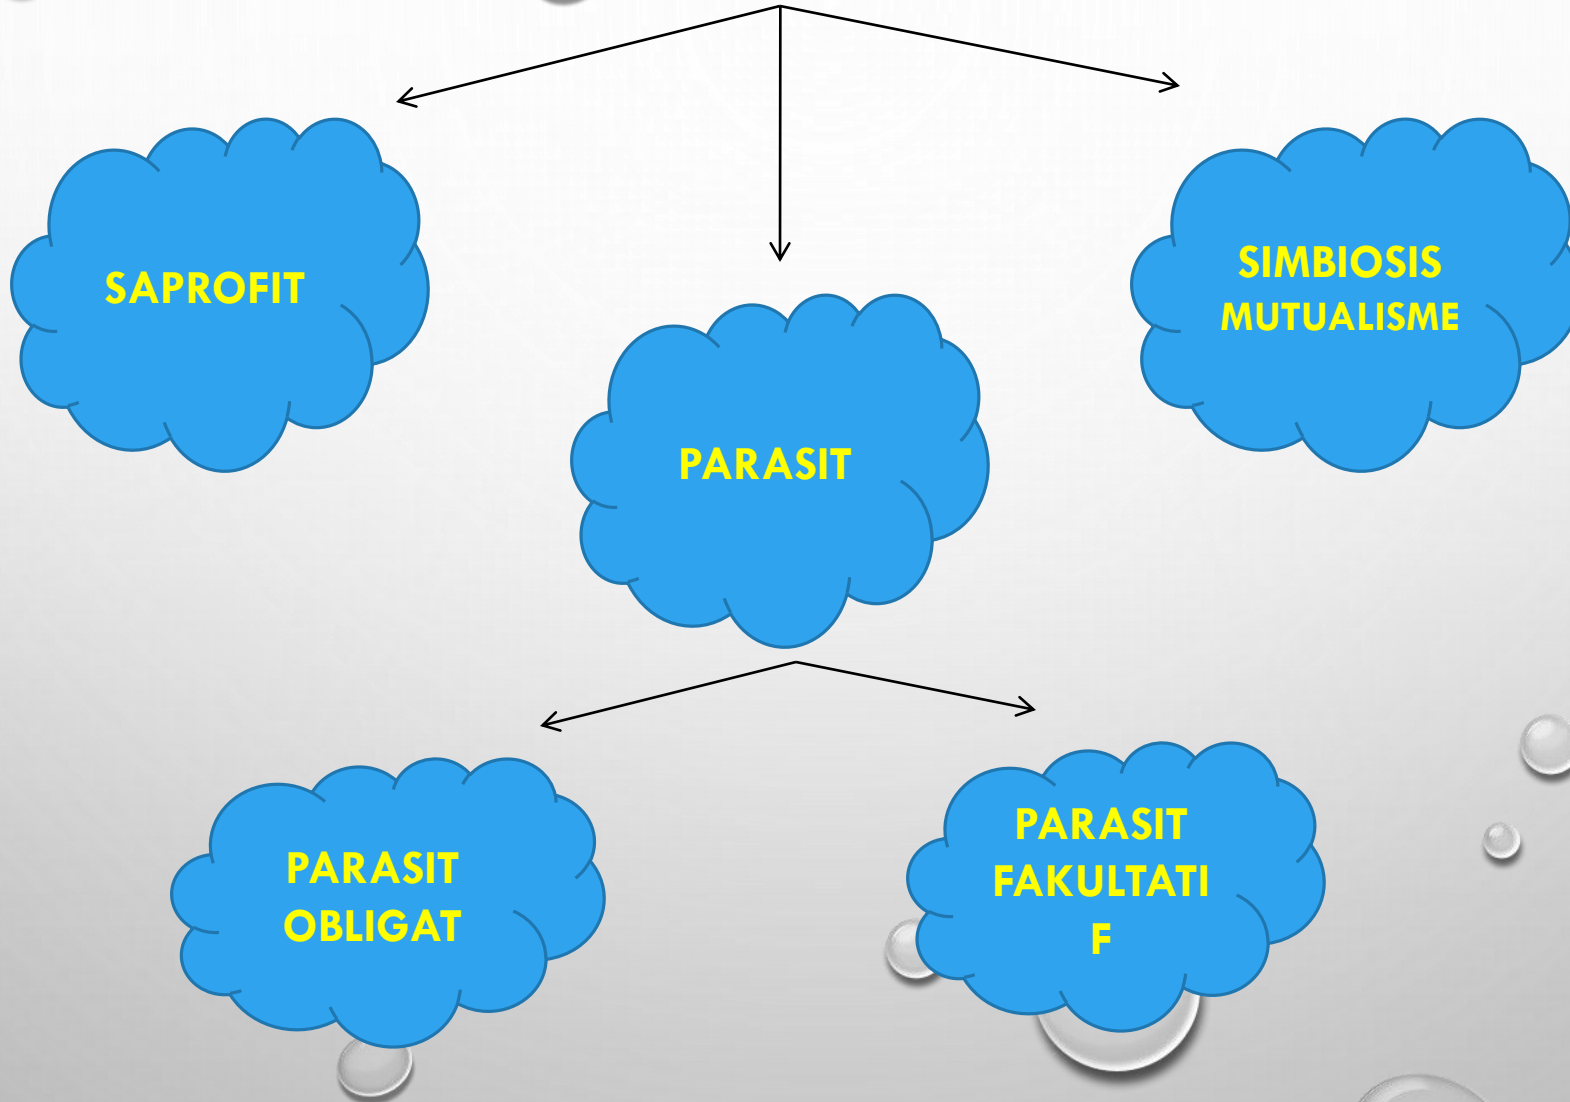 SAPROFIT
SIMBIOSIS
MUTUALISME
PARASIT
PARASIT
OBLIGAT
PARASIT
FAKULTATI
F